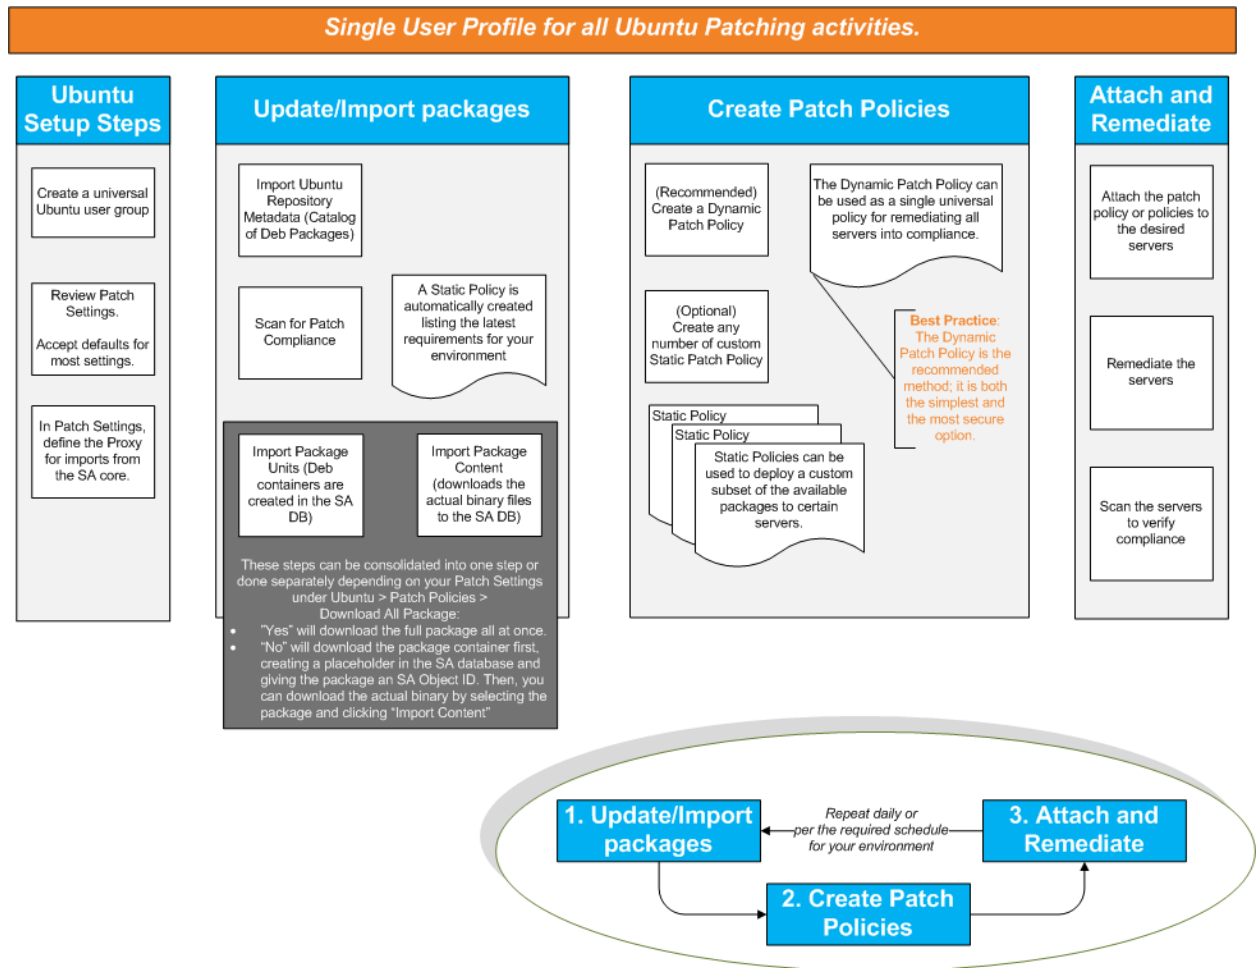 Single User Profile for all Ubuntu Patching activities.
Ubuntu
Setup Steps
Create a universal
Ubuntu user group
Review Patch
Settings.
Accept defaults for
most settings.
In Patch Settings,
define the Proxy
for imports from
the SA core.
Update/Import packages
Import Ubuntu
Repository
Metadata (Catalog
of Deb Packages)
Scan for Patch
Compliance
A Static Policy is
automatically created
listing the latest
requirements for your
environment
Import Package
Units (Deb
containers are
created in the SA
DB)
Import Package
Content
(downloads the
actual binary files
to the SA DB)
These steps can be consolidated into one step or
done separately depending on your Patch Settings
under Ubuntu > Patch Policies >
Download All Package:
• "Yes" will download the full package all at once.
• “No” will download the package container first,
creating a placeholder in the SA database and
giving the package an SA Object ID. Then, you
can download the actual binary by selecting the
package and clicking “Import Content”
Create Patch Policies
(Recommended)
Create a Dynamic
Patch Policy
The Dynamic Patch Policy can
be used as a single universal
policy for remediating all
servers into compliance.
(Optional)
Create any
number of custom
Static Patch Policy
Best Practice:
The Dynamic
Patch Policy is the
recommended
method; it is both
the simplest and
the most secure
option.
Static Policy
Static Policy
Static Policies can be
used to deploy a custom
subset of the available
packages to certain
servers.
Attach and
Remediate
Attach the patch
policy or policies to
the desired
servers
Remediate the
servers
Scan the servers
to verify
compliance
1. Update/Import
packages
Repeat daily or
per the required schedule
for your environment
3. Attach and
Remediate
2. Create Patch
Policies